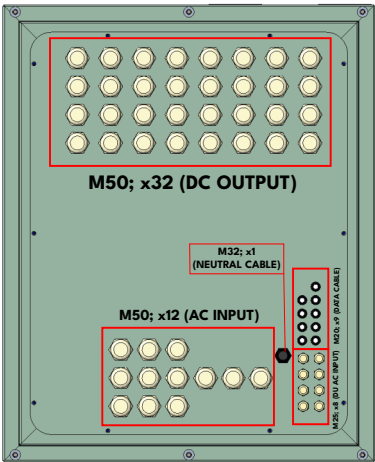 M50; x32 (DC OUTPUT)
M32; x1
(NEUTRAL CABLE)
M20; x9 (DATA CABLE)
M50; x12 (AC INPUT)
M25; x8 (DU AC INPUT)